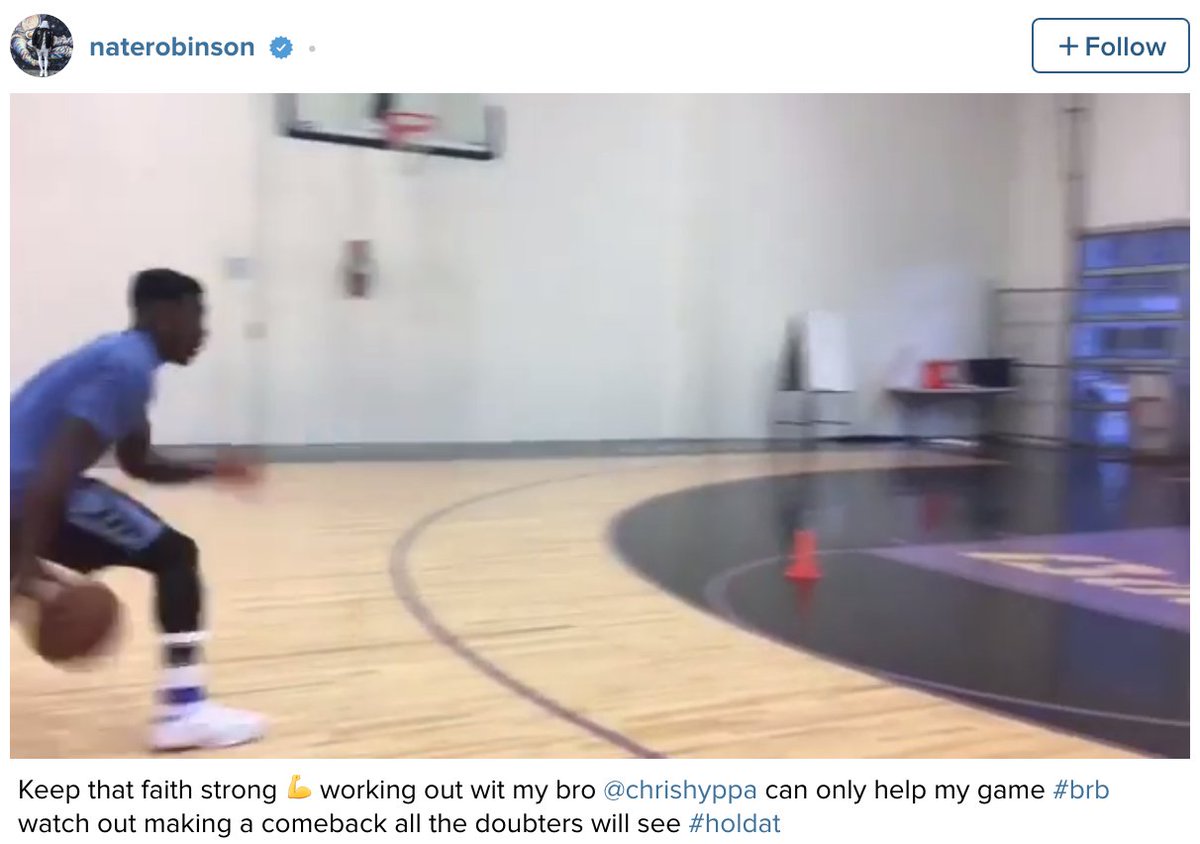 naterobinson
+ Follow
Keep that faith strong 💪 working out wit my bro @chrishyppa can only help my game #brb
watch out making a comeback all the doubters will see #holdat